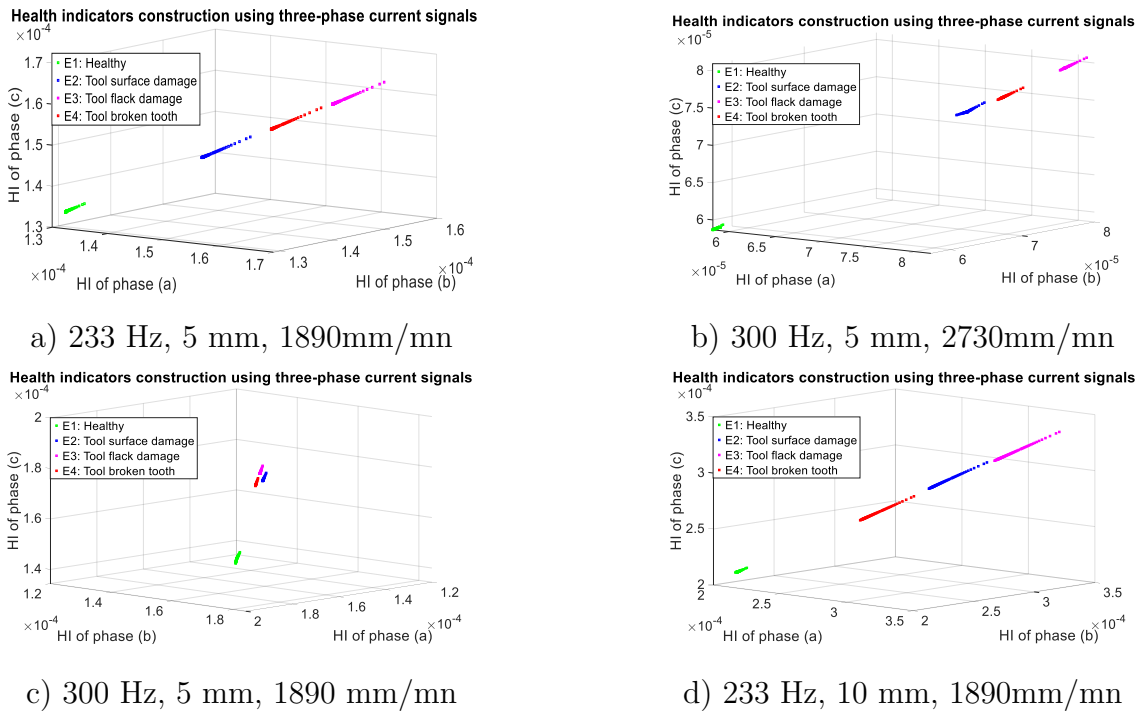 Health indicators construction using three-phase current signals
×10⁻⁴
1.7
1.6
1.5
1.4
1.3
HI of phase (c)
E1: Healthy
E2: Tool surface damage
E3: Tool flack damage
E4: Tool broken tooth
1.3
1.4
1.5
1.6
1.7
×10⁻⁴
HI of phase (a)
1.3
1.4
1.5
1.6
×10⁻⁴
HI of phase (b)
a) 233 Hz, 5 mm, 1890mm/mn
Health indicators construction using three-phase current signals
×10⁻⁵
8
7.5
7
6.5
6
HI of phase (c)
E1: Healthy
E2: Tool surface damage
E3: Tool flack damage
E4: Tool broken tooth
6
6.5
7
7.5
8
×10⁻⁵
HI of phase (a)
6
7
8
×10⁻⁵
HI of phase (b)
b) 300 Hz, 5 mm, 2730mm/mn
Health indicators construction using three-phase current signals
×10⁻⁴
2
1.8
1.6
1.4
HI of phase (c)
E1: Healthy
E2: Tool surface damage
E3: Tool flack damage
E4: Tool broken tooth
1.2
1.4
1.6
1.8
×10⁻⁴
HI of phase (b)
2
1.8
1.6
1.4
1.2
×10⁻⁴
HI of phase (a)
c) 300 Hz, 5 mm, 1890 mm/mn
Health indicators construction using three-phase current signals
×10⁻⁴
3.5
3
2.5
2
HI of phase (c)
E1: Healthy
E2: Tool surface damage
E3: Tool flack damage
E4: Tool broken tooth
2
2.5
3
3.5
×10⁻⁴
HI of phase (a)
2
2.5
3
3.5
×10⁻⁴
HI of phase (b)
d) 233 Hz, 10 mm, 1890mm/mn